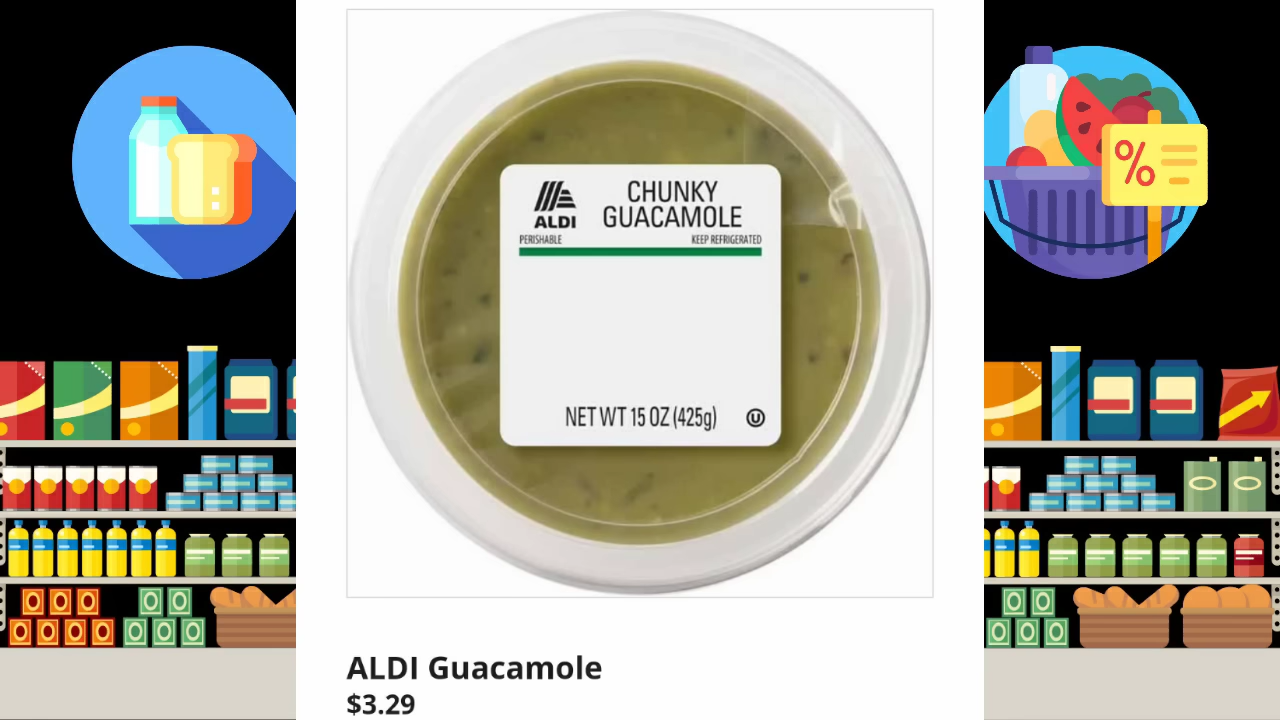 ALDI
CHUNKY
GUACAMOLE
PERISHABLE
KEEP REFRIGERATED
NET WT 15 OZ (425g)
U
%
ALDI Guacamole
$3.29